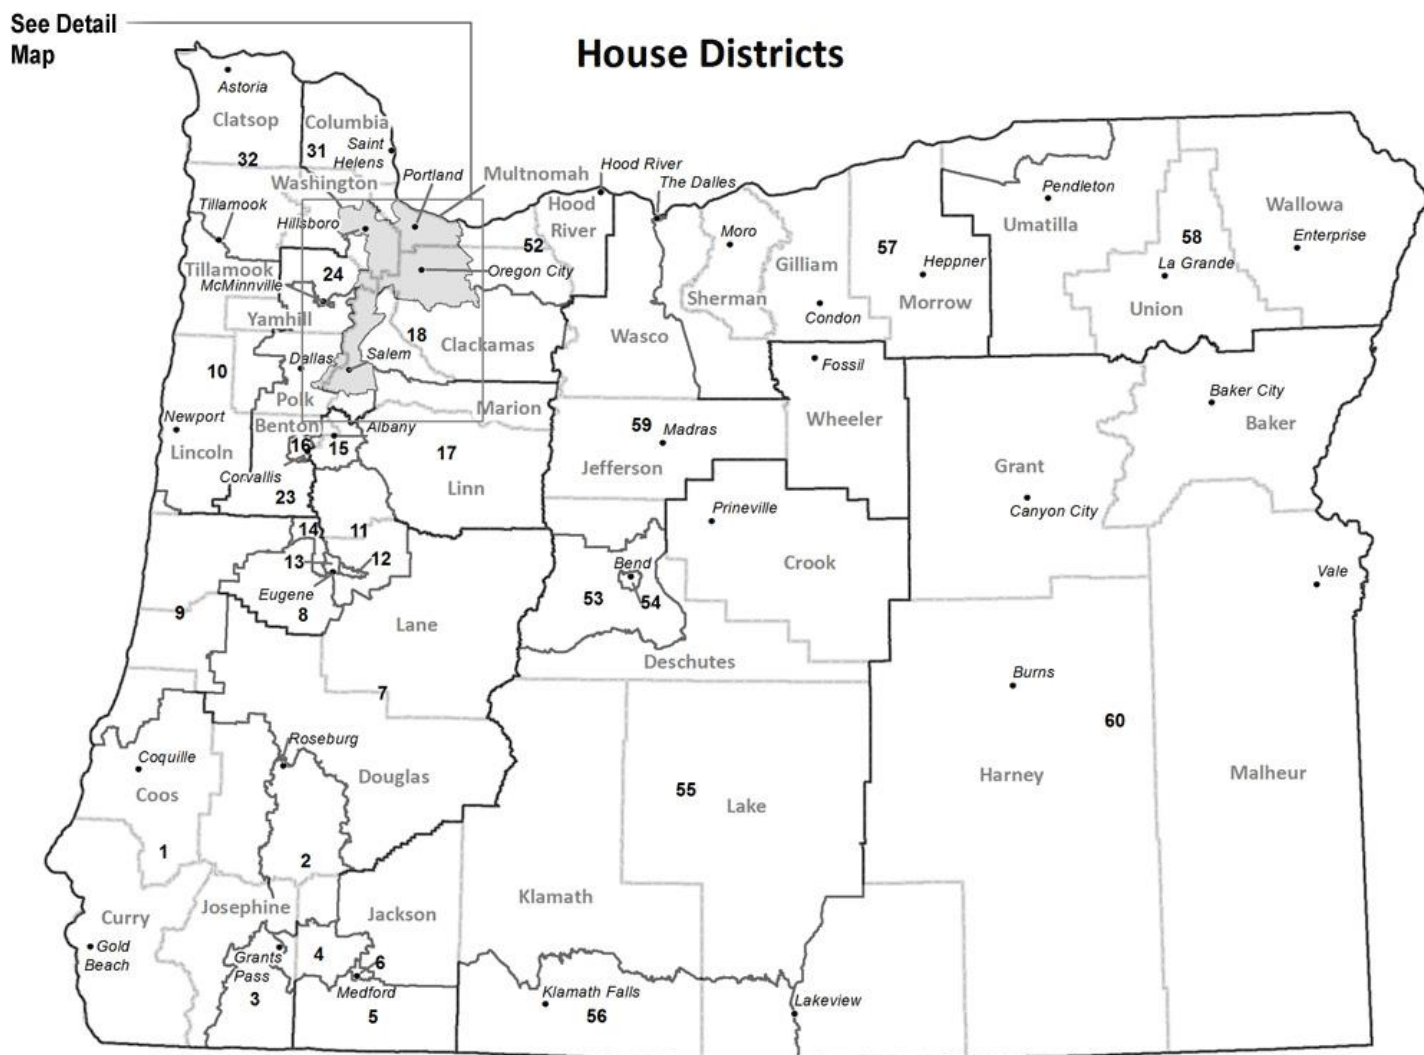 See Detail
Map
House Districts
Astoria
Clatsop
Columbia
32
31
Saint
Helens
Washington
Portland
Multnomah
Hood River
The Dalles
Tillamook
Hillsboro
Hood
River
52
Moro
Pendleton
Umatilla
Wallowa
Enterprise
58
La Grande
Union
57
Heppner
Morrow
Gilliam
Sherman
Condon
Oregon City
24
Tillamook
McMinnville
Yamhill
18
Clackamas
Wasco
Fossil
Wheeler
10
Dallas
Salem
Polk
Marion
Newport
Benton
Albany
16
15
17
59
Madras
Jefferson
Lincoln
Corvallis
23
Linn
Baker City
Baker
Grant
Canyon City
Prineville
Crook
14
11
13
12
Eugene
8
9
Lane
Bend
53
54
Deschutes
Vale
Burns
60
7
Roseburg
Douglas
Coquille
Coos
1
2
55
Lake
Harney
Malheur
Klamath
Curry
Josephine
Jackson
Gold
Beach
Grants
Pass
4
6
3
Medford
5
Klamath Falls
56
Lakeview